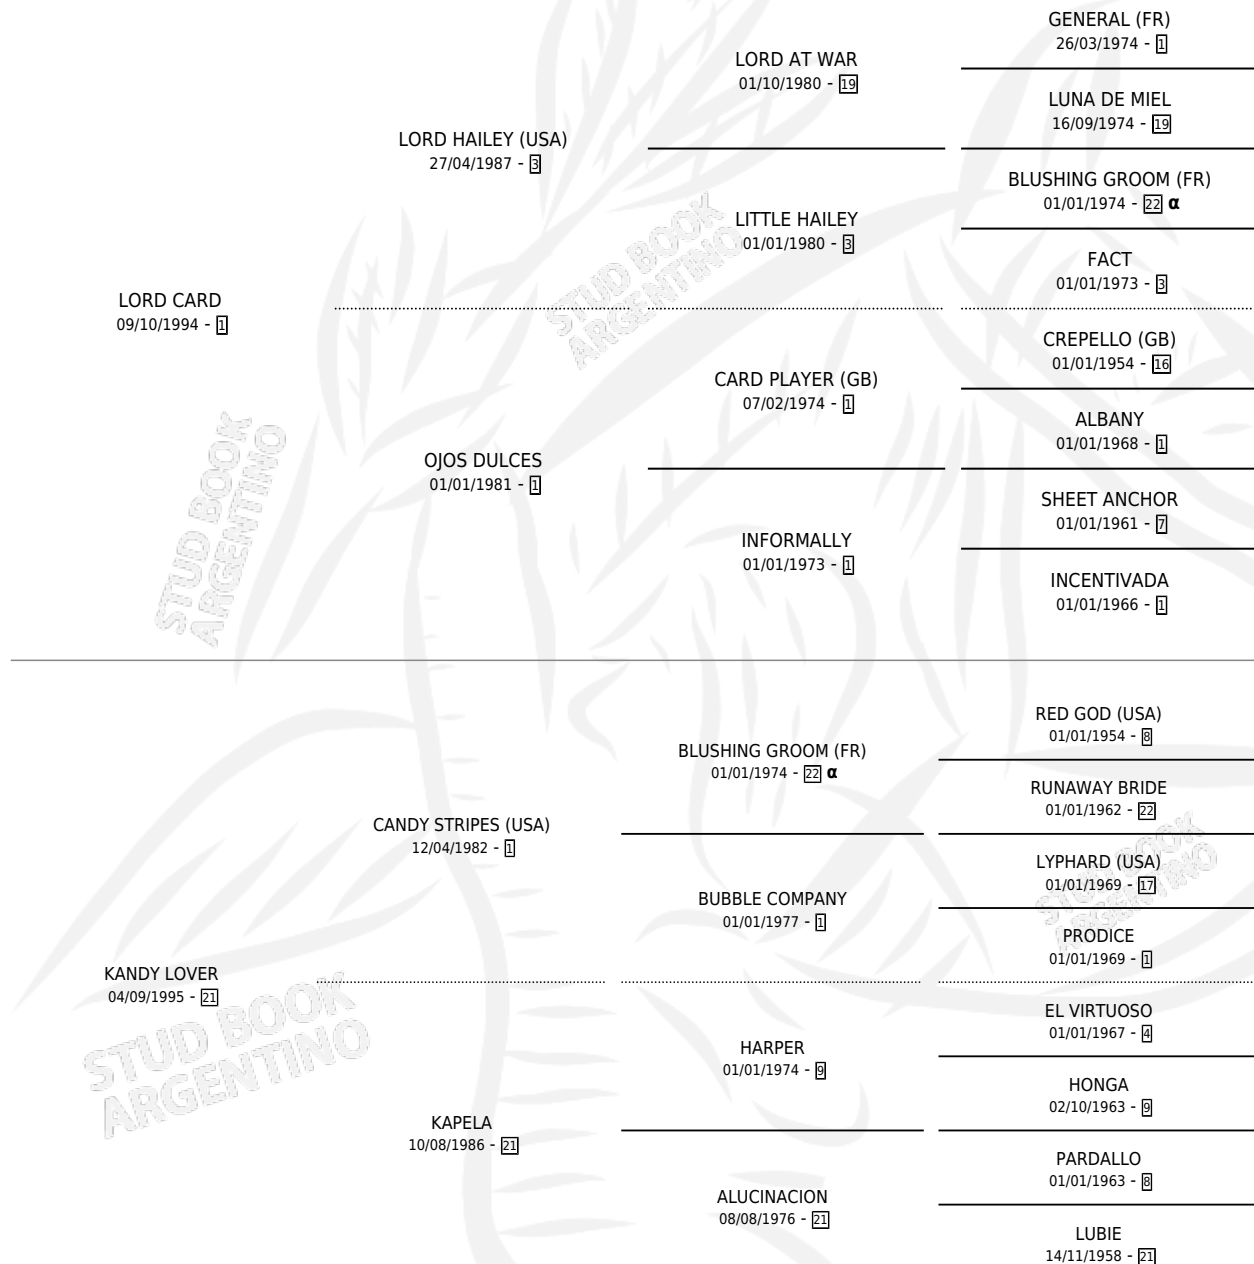 GENERAL (FR)
26/03/1974 - 1
LORD AT WAR
01/10/1980 - 19
LUNA DE MIEL
16/09/1974 - 19
LORD HAILEY (USA)
27/04/1987 - 3
BLUSHING GROOM (FR)
01/01/1974 - 22 α
LITTLE HAILEY
01/01/1980 - 3
FACT
01/01/1973 - 3
LORD CARD
09/10/1994 - 1
CREPELLO (GB)
01/01/1954 - 16
CARD PLAYER (GB)
07/02/1974 - 1
ALBANY
01/01/1968 - 1
OJOS DULCES
01/01/1981 - 1
SHEET ANCHOR
01/01/1961 - 7
INFORMALLY
01/01/1973 - 1
INCENTIVADA
01/01/1966 - 1
RED GOD (USA)
01/01/1954 - 8
BLUSHING GROOM (FR)
01/01/1974 - 22 α
RUNAWAY BRIDE
01/01/1962 - 22
CANDY STRIPES (USA)
12/04/1982 - 1
LYPHARD (USA)
01/01/1969 - 17
BUBBLE COMPANY
01/01/1977 - 1
PRODICE
01/01/1969 - 1
KANDY LOVER
04/09/1995 - 21
EL VIRTUOSO
01/01/1967 - 4
HARPER
01/01/1974 - 9
HONGA
02/10/1963 - 9
KAPELA
10/08/1986 - 21
PARDALLO
01/01/1963 - 8
ALUCINACION
08/08/1976 - 21
LUBIE
14/11/1958 - 21
STUD BOOK
ARGENTINO
STUD BOOK
ARGENTINO
STUD BOOK
ARGENTINO
STUD BOOK
ARGENTINO